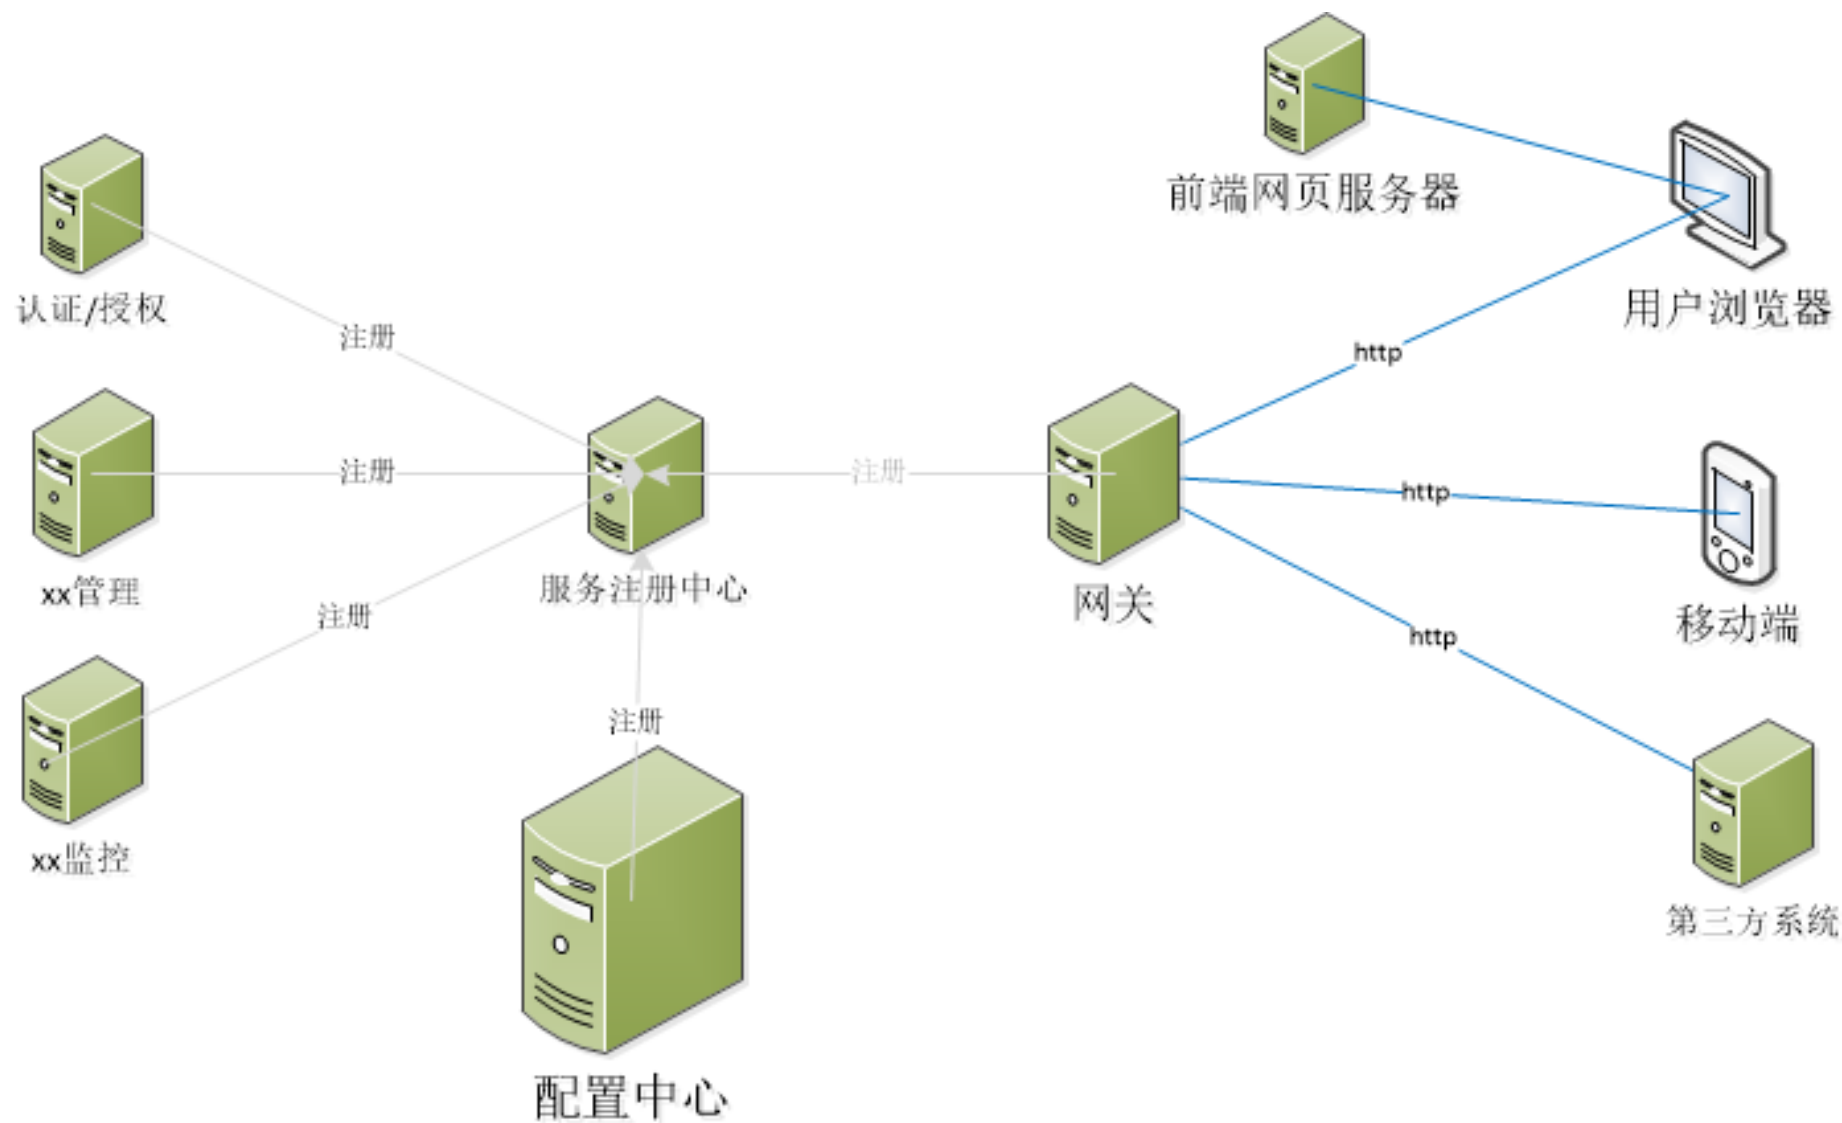 前端网页服务器
用户浏览器
认证/授权
注册
http
xx管理
注册
服务注册中心
注册
网关
http
移动端
注册
http
xx监控
注册
配置中心
第三方系统